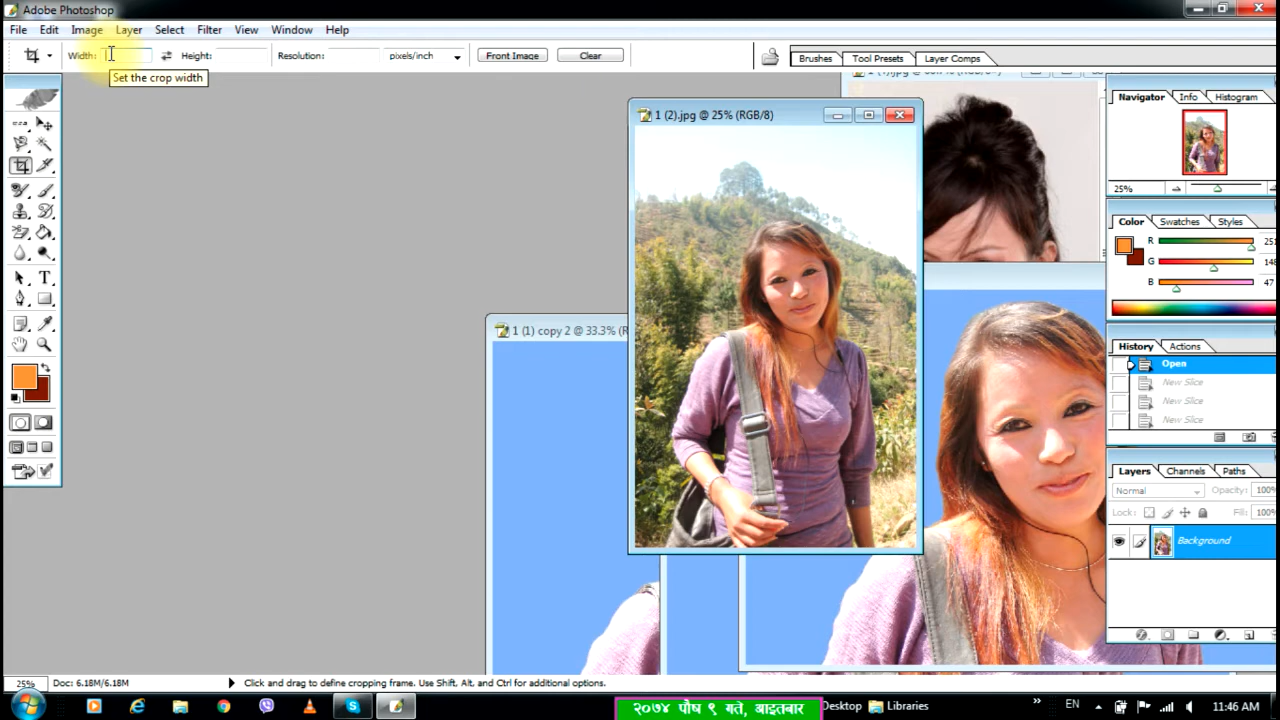 Adobe Photoshop
File Edit Image Layer Select Filter View Window Help
Width: Height: Resolution: pixels/inch Front Image Clear Brushes Tool Presets Layer Comps
Set the crop width
Navigator Info Histogram
1 (2).jpg @ 25% (RGB/8)
25%
Color Swatches Styles
R 251
G 148
B 47
1 (1) copy 2 @ 33.3% (R
History Actions
Open
New Slice
New Slice
New Slice
Layers Channels Paths
Normal Opacity: 100%
Lock: Fill: 100%
Background
25% Doc: 6.18M/6.18M Click and drag to define cropping frame. Use Shift, Alt, and Ctrl for additional options.
२०७४ पौष ९ गते, आइतबार Desktop Libraries EN 11:46 AM